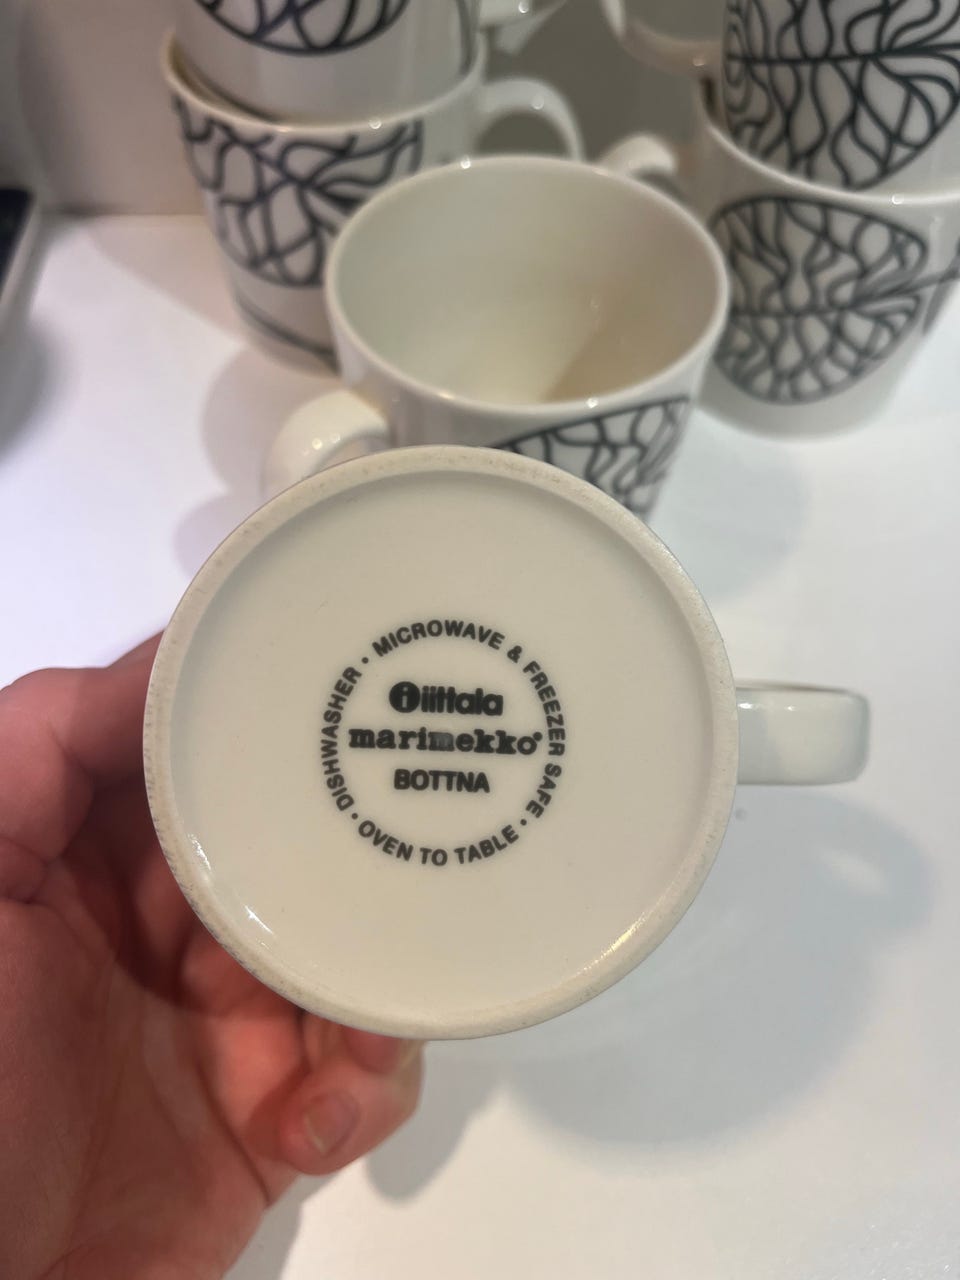 DISHWASHER · MICROWAVE & FREEZER SAFE · OVEN TO TABLE ·
iittala
marimekko®
BOTTNA